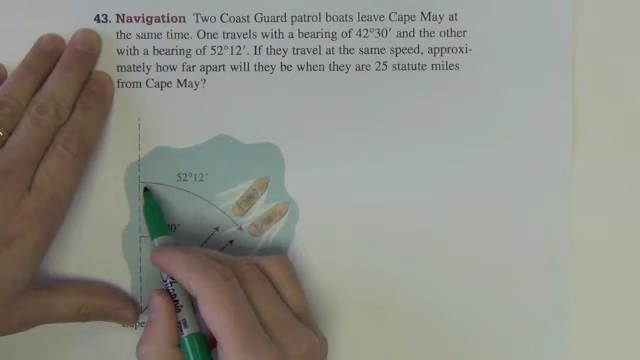 43. Navigation Two Coast Guard patrol boats leave Cape May at
the same time. One travels with a bearing of 42°30′ and the other
with a bearing of 52°12′. If they travel at the same speed, approxi-
mately how far apart will they be when they are 25 statute miles
from Cape May?
52°12′
Cape
Sharpie